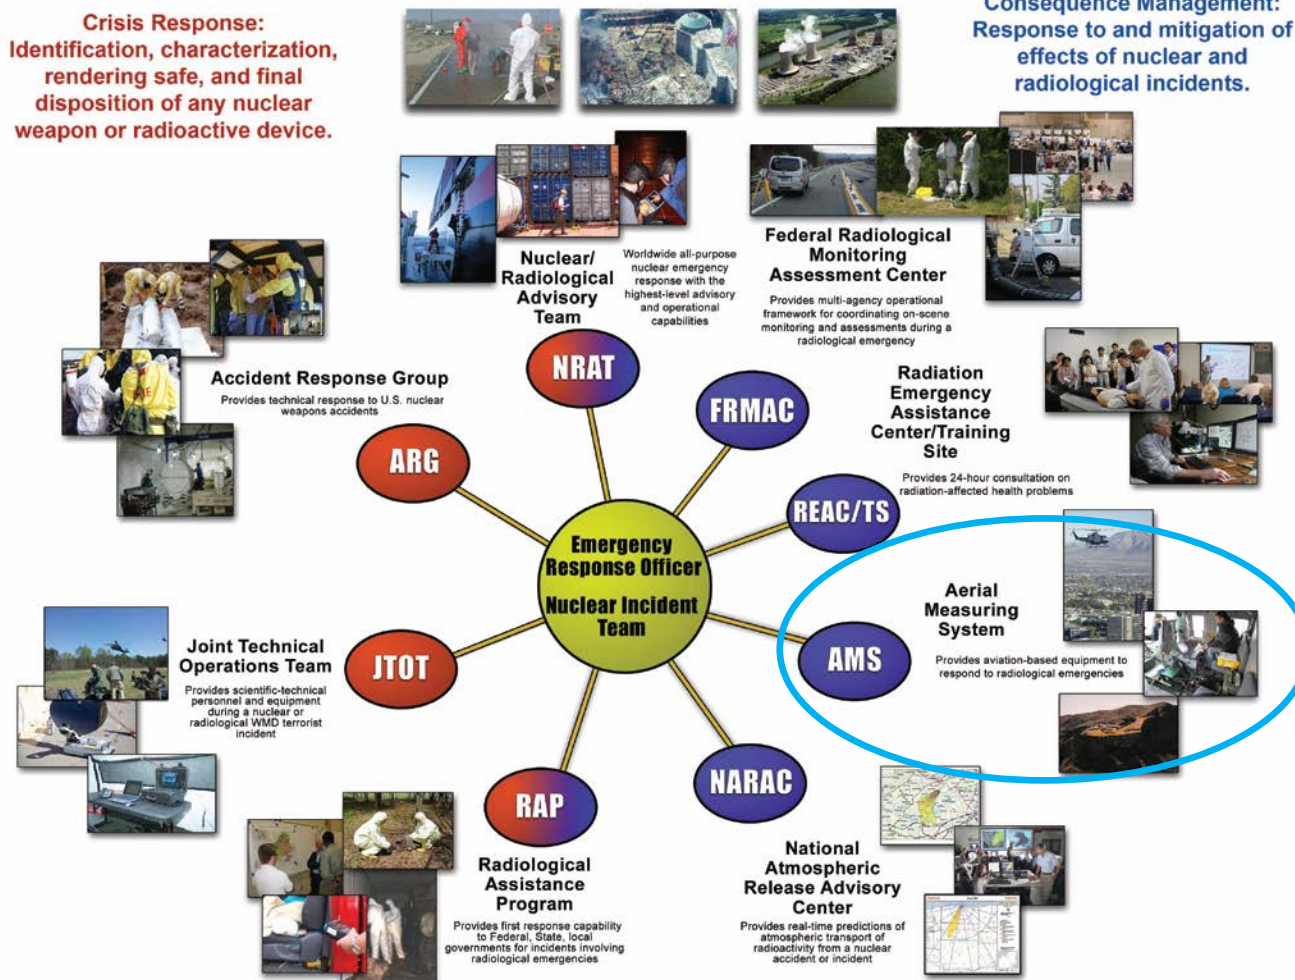 Crisis Response:
Identification, characterization,
rendering safe, and final
disposition of any nuclear
weapon or radioactive device.
Consequence Management:
Response to and mitigation of
effects of nuclear and
radiological incidents.
Nuclear/
Radiological
Advisory
Team
Worldwide all-purpose
nuclear emergency
response with the
highest-level advisory
and operational
capabilities
Federal Radiological
Monitoring
Assessment Center
Provides multi-agency operational
framework for coordinating on-scene
monitoring and assessments during a
radiological emergency
NRAT
FRMAC
Accident Response Group
Provides technical response to U.S. nuclear
weapons accidents
ARG
Radiation
Emergency
Assistance
Center/Training
Site
Provides 24-hour consultation on
radiation-affected health problems
REAC/TS
Emergency
Response Officer
Nuclear Incident
Team
Aerial
Measuring
System
Provides aviation-based equipment to
respond to radiological emergencies
AMS
Joint Technical
Operations Team
Provides scientific-technical
personnel and equipment
during a nuclear or
radiological WMD terrorist
incident
JTOT
RAP
Radiological
Assistance
Program
Provides first response capability
to Federal, State, local
governments for incidents involving
radiological emergencies
NARAC
National
Atmospheric
Release Advisory
Center
Provides real-time predictions of
atmospheric transport of
radioactivity from a nuclear
accident or incident